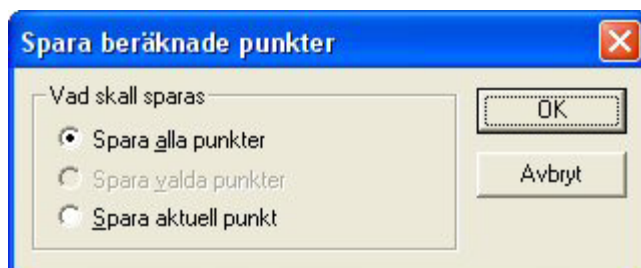 Spara beräknade punkter
Vad skall sparas
Spara alla punkter
Spara valda punkter
Spara aktuell punkt
OK
Avbryt